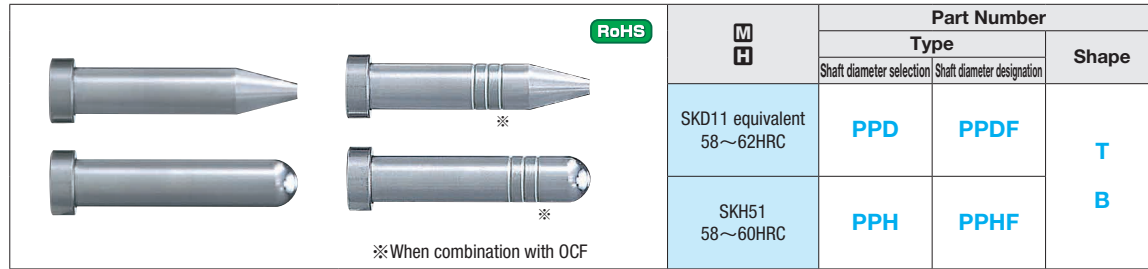 RoHS
※
※
※When combination with OCF
M
H
Part Number
Type
Shape
Shaft diameter selection
Shaft diameter designation
SKD11 equivalent
58～62HRC
PPD
PPDF
T
B
SKH51
58～60HRC
PPH
PPHF